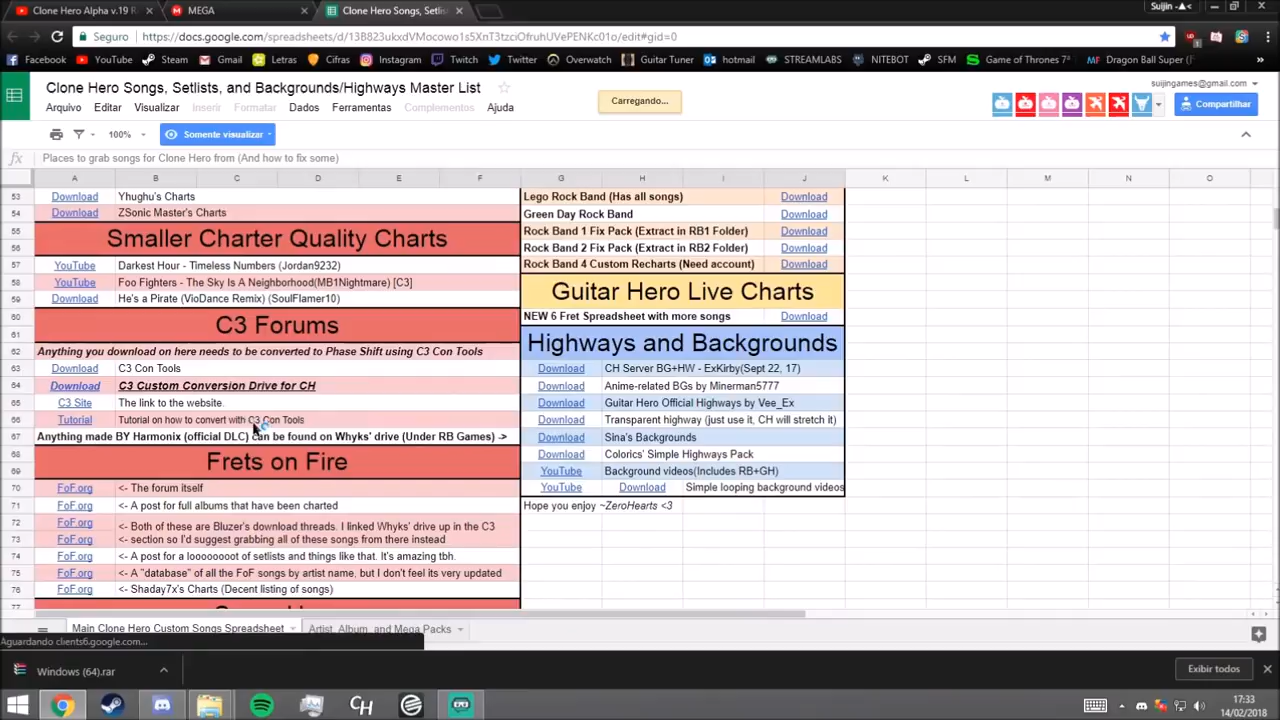 Clone Hero Alpha v.19 R
MEGA
Clone Hero Songs, Setlis
Suijin
Seguro
https://docs.google.com/spreadsheets/d/13B823ukxdVMocowo1s5XnT3tzciOfruhUVePENKc01o/edit#gid=0
Facebook
YouTube
Steam
Gmail
Letras
Cifras
Instagram
Twitch
Twitter
Overwatch
Guitar Tuner
hotmail
STREAMLABS
NITEBOT
SFM
Game of Thrones 7ª
Dragon Ball Super (I
»
Clone Hero Songs, Setlists, and Backgrounds/Highways Master List
suijingames@gmail.com
Carregando...
Arquivo Editar Visualizar Inserir Formatar Dados Ferramentas Complementos Ajuda
Compartilhar
100%
Somente visualizar
fx Places to grab songs for Clone Hero from (And how to fix some)
A B C D E F G H I J K L M N O
53 Download Yhughu's Charts Lego Rock Band (Has all songs) Download
54 Download ZSonic Master's Charts Green Day Rock Band Download
55 Smaller Charter Quality Charts Rock Band 1 Fix Pack (Extract in RB1 Folder) Download
56 Rock Band 2 Fix Pack (Extract in RB2 Folder) Download
57 YouTube Darkest Hour - Timeless Numbers (Jordan9232) Rock Band 4 Custom Recharts (Need account) Download
58 YouTube Foo Fighters - The Sky Is A Neighborhood(MB1Nightmare) [C3] Guitar Hero Live Charts
59 Download He's a Pirate (VioDance Remix) (SoulFlamer10)
60 C3 Forums NEW 6 Fret Spreadsheet with more songs Download
61 Highways and Backgrounds
62 Anything you download on here needs to be converted to Phase Shift using C3 Con Tools
63 Download C3 Con Tools Download CH Server BG+HW - ExKirby(Sept 22, 17)
64 Download C3 Custom Conversion Drive for CH Download Anime-related BGs by Minerman5777
65 C3 Site The link to the website. Download Guitar Hero Official Highways by Vee_Ex
66 Tutorial Tutorial on how to convert with C3 Con Tools Download Transparent highway (just use it, CH will stretch it)
67 Anything made BY Harmonix (official DLC) can be found on Whyks' drive (Under RB Games) -> Download Sina's Backgrounds
68 Frets on Fire Download Colorics' Simple Highways Pack
69 YouTube Background videos(Includes RB+GH)
70 FoF.org <- The forum itself YouTube Download Simple looping background videos
71 FoF.org <- A post for full albums that have been charted Hope you enjoy ~ZeroHearts <3
72 FoF.org <- Both of these are Bluzer's download threads. I linked Whyks' drive up in the C3
73 FoF.org <- section so I'd suggest grabbing all of these songs from there instead
74 FoF.org <- A post for a looooooooot of setlists and things like that. It's amazing tbh.
75 FoF.org <- A "database" of all the FoF songs by artist name, but I don't feel its very updated
76 FoF.org <- Shaday7x's Charts (Decent listing of songs)
77
Main Clone Hero Custom Songs Spreadsheet
Artist, Album, and Mega Packs
Aguardando clients6.google.com...
Windows (64).rar
Exibir todos
CH
17:33
14/02/2018